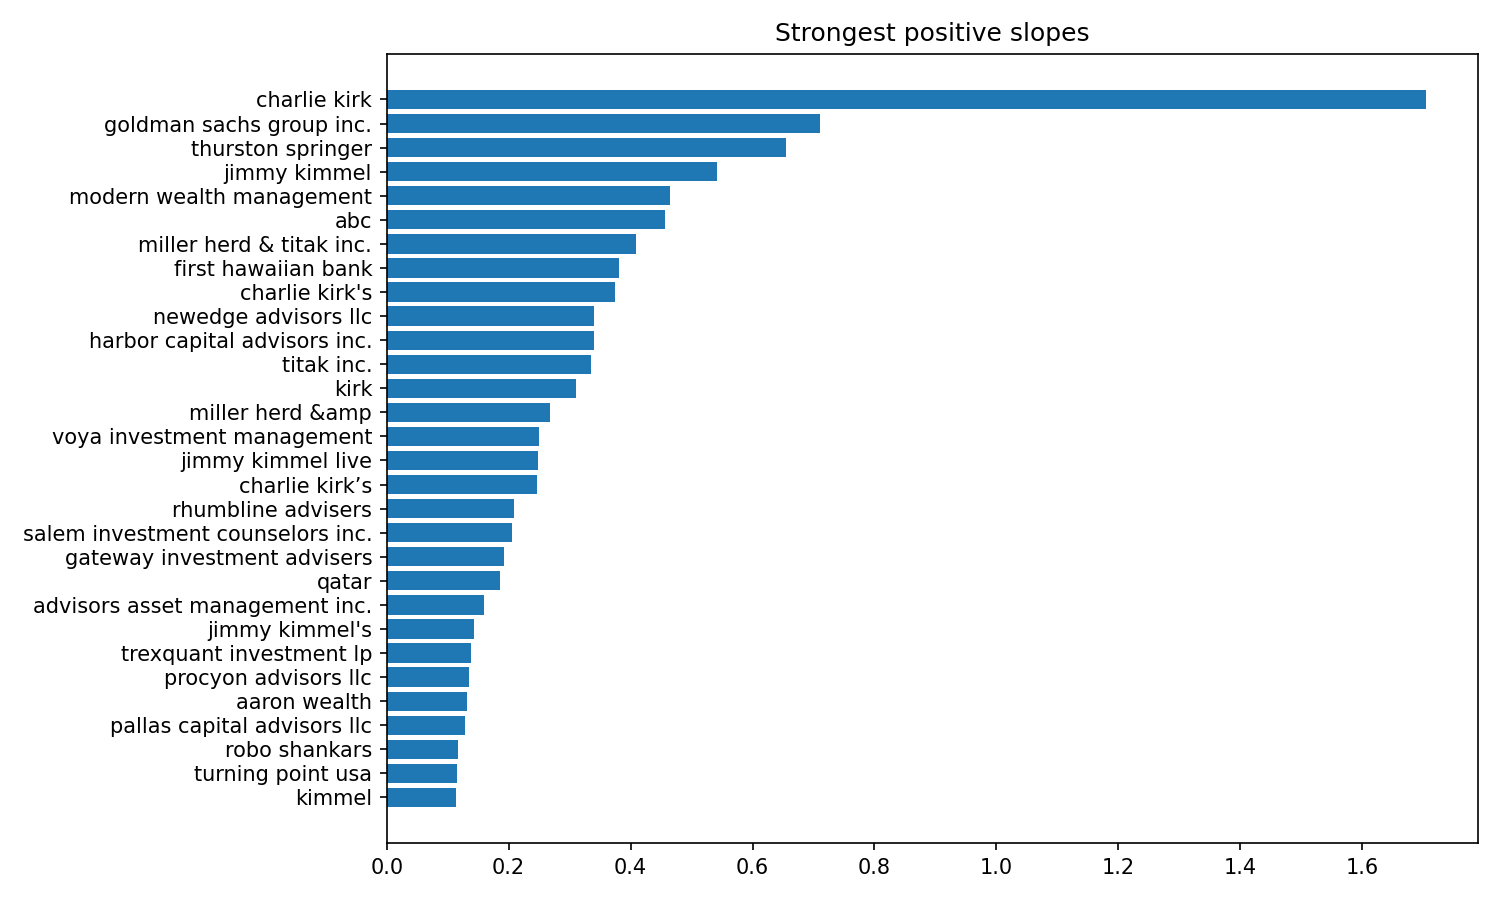 Strongest positive slopes
charlie kirk
goldman sachs group inc.
thurston springer
jimmy kimmel
modern wealth management
abc
miller herd & titak inc.
first hawaiian bank
charlie kirk's
newedge advisors llc
harbor capital advisors inc.
titak inc.
kirk
miller herd &amp
voya investment management
jimmy kimmel live
charlie kirk’s
rhumbline advisers
salem investment counselors inc.
gateway investment advisers
qatar
advisors asset management inc.
jimmy kimmel's
trexquant investment lp
procyon advisors llc
aaron wealth
pallas capital advisors llc
robo shankars
turning point usa
kimmel
0.0 0.2 0.4 0.6 0.8 1.0 1.2 1.4 1.6